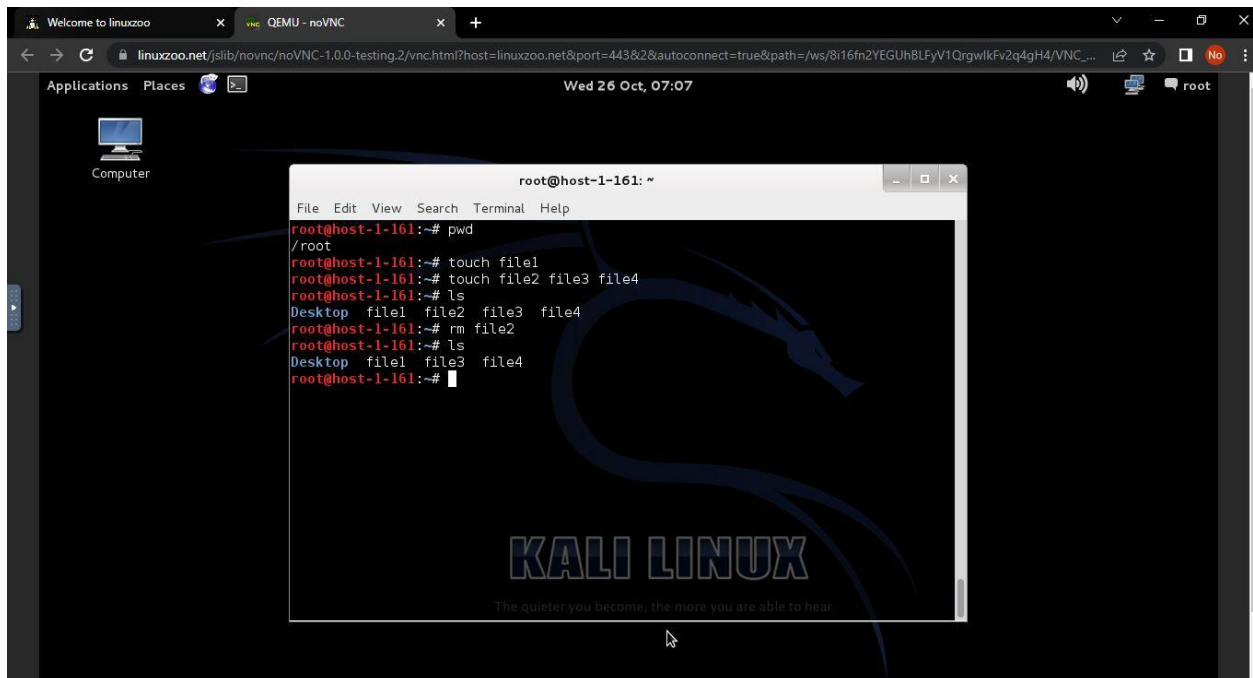 Welcome to linuxzoo
VNC QEMU - noVNC
linuxzoo.net/jslib/novnc/noVNC-1.0.0-testing.2/vnc.html?host=linuxzoo.net&port=443&2&autoconnect=true&path=/ws/8i16fn2YEGUhBLFyV1QrgwIkFv2q4gH4/VNC_...
No
Applications Places Wed 26 Oct, 07:07 root
Computer
root@host-1-161: ~
File Edit View Search Terminal Help
root@host-1-161:~# pwd
/root
root@host-1-161:~# touch file1
root@host-1-161:~# touch file2 file3 file4
root@host-1-161:~# ls
Desktop file1 file2 file3 file4
root@host-1-161:~# rm file2
root@host-1-161:~# ls
Desktop file1 file3 file4
root@host-1-161:~#
KALI LINUX
The quieter you become, the more you are able to hear.